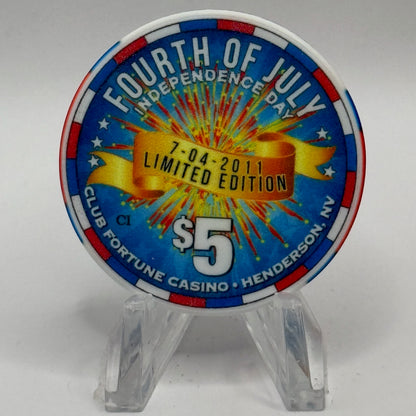 FOURTH OF JULY
INDEPENDENCE DAY
7-04-2011
LIMITED EDITION
CI
$5
CLUB FORTUNE CASINO • HENDERSON, NV